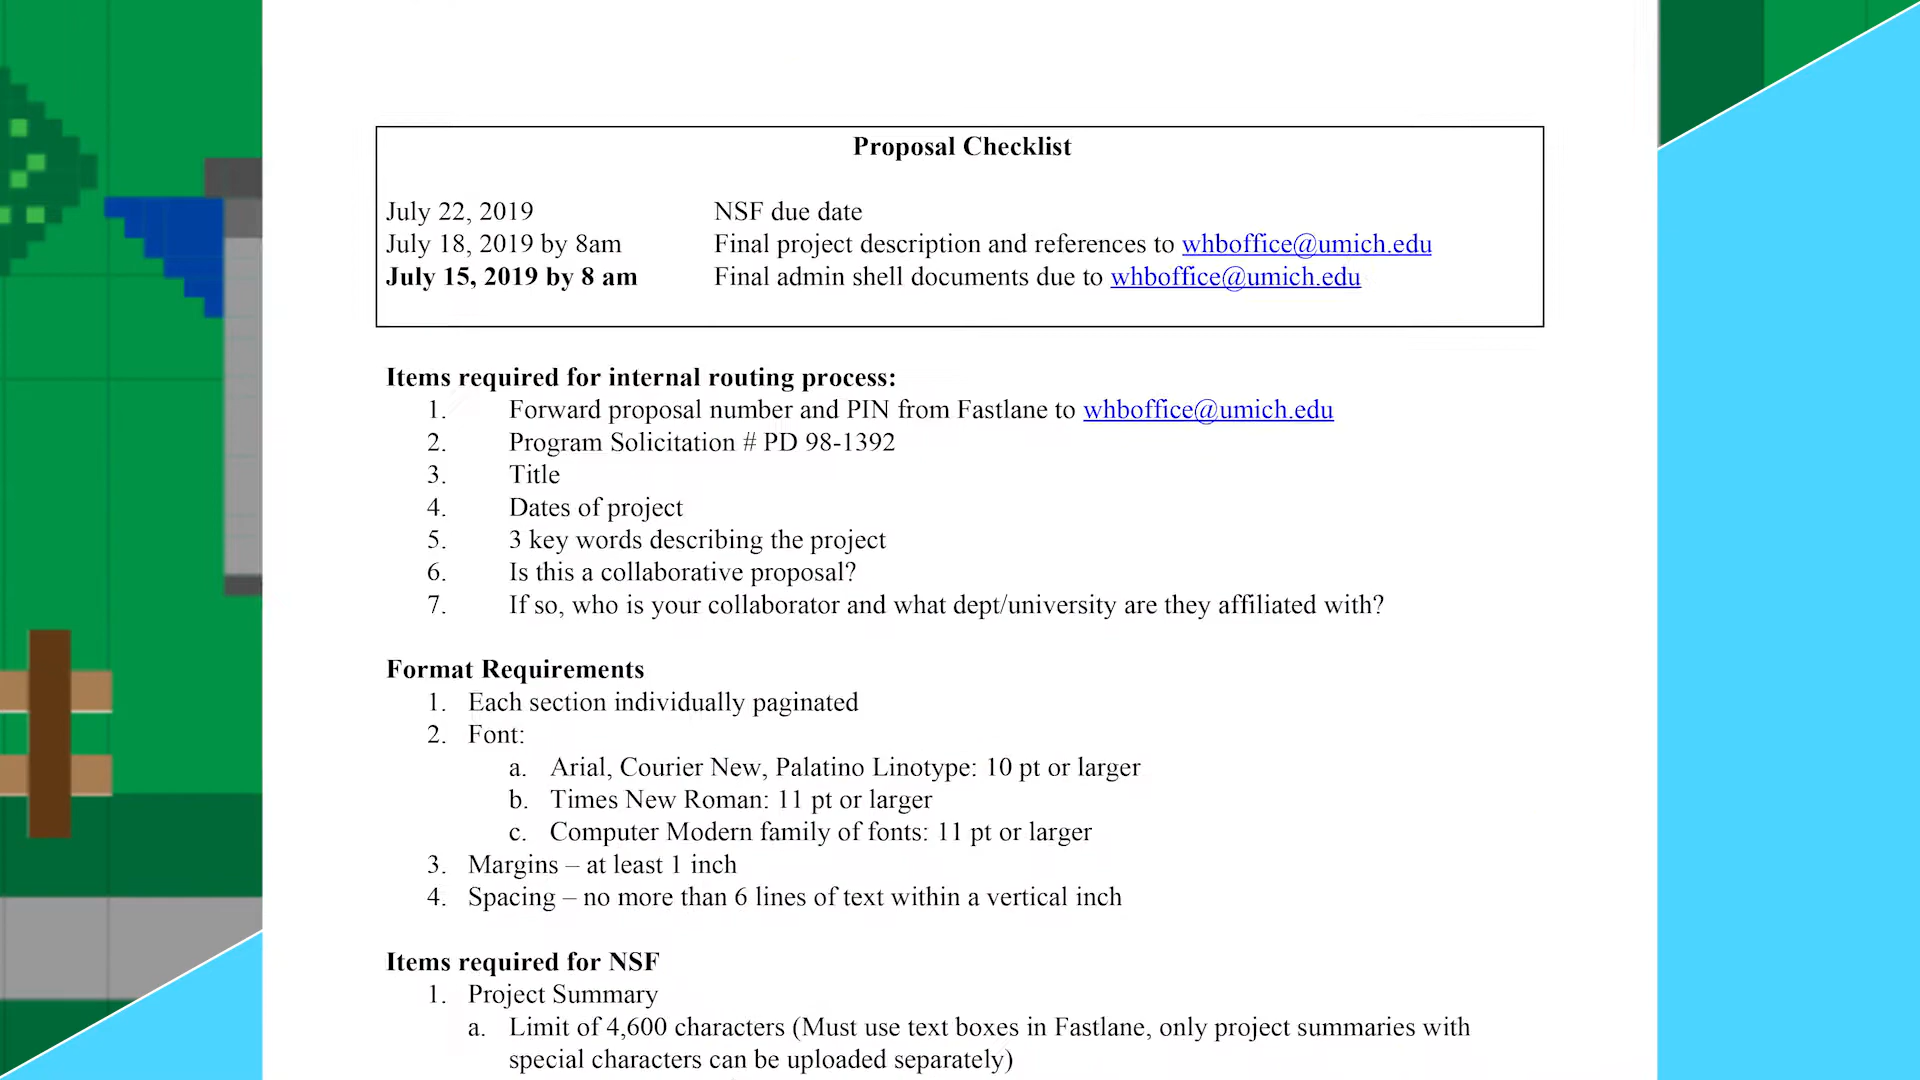 Proposal Checklist
July 22, 2019 NSF due date
July 18, 2019 by 8am Final project description and references to whboffice@umich.edu
July 15, 2019 by 8 am Final admin shell documents due to whboffice@umich.edu
Items required for internal routing process:
1. Forward proposal number and PIN from Fastlane to whboffice@umich.edu
2. Program Solicitation # PD 98-1392
3. Title
4. Dates of project
5. 3 key words describing the project
6. Is this a collaborative proposal?
7. If so, who is your collaborator and what dept/university are they affiliated with?
Format Requirements
1. Each section individually paginated
2. Font:
a. Arial, Courier New, Palatino Linotype: 10 pt or larger
b. Times New Roman: 11 pt or larger
c. Computer Modern family of fonts: 11 pt or larger
3. Margins – at least 1 inch
4. Spacing – no more than 6 lines of text within a vertical inch
Items required for NSF
1. Project Summary
a. Limit of 4,600 characters (Must use text boxes in Fastlane, only project summaries with
special characters can be uploaded separately)